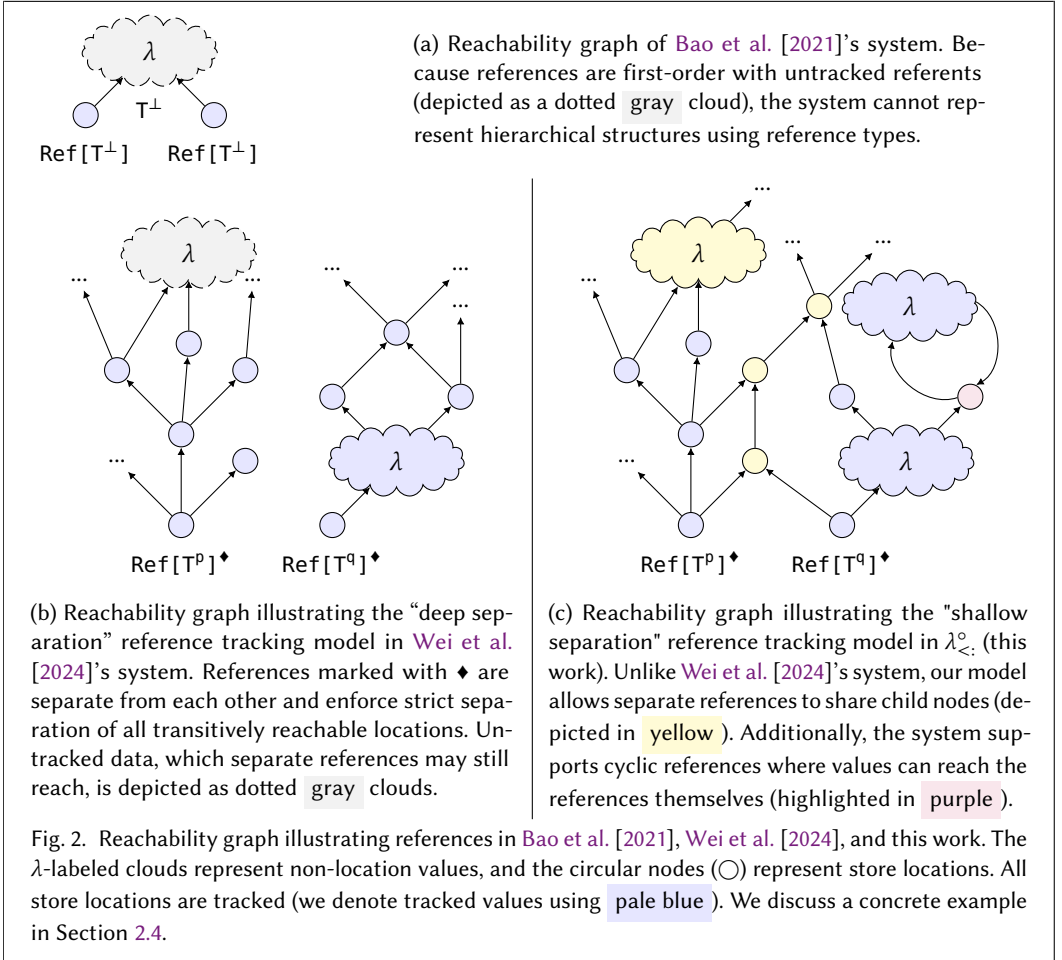 λ
T⊥
Ref[T⊥] Ref[T⊥]
(a) Reachability graph of Bao et al. [2021]'s system. Be-
cause references are first-order with untracked referents
(depicted as a dotted gray cloud), the system cannot rep-
resent hierarchical structures using reference types.
λ
... ... ... ... ...
λ
...
Ref[Tp]♦ Ref[Tq]♦
(b) Reachability graph illustrating the “deep sep-
aration” reference tracking model in Wei et al.
[2024]'s system. References marked with ♦ are
separate from each other and enforce strict sepa-
ration of all transitively reachable locations. Un-
tracked data, which separate references may still
reach, is depicted as dotted gray clouds.
...
λ
... ... ...
λ
λ
...
Ref[Tp]♦ Ref[Tq]♦
(c) Reachability graph illustrating the "shallow
separation" reference tracking model in λ°<: (this
work). Unlike Wei et al. [2024]'s system, our model
allows separate references to share child nodes (de-
picted in yellow ). Additionally, the system sup-
ports cyclic references where values can reach the
references themselves (highlighted in purple ).
Fig. 2. Reachability graph illustrating references in Bao et al. [2021], Wei et al. [2024], and this work. The
λ-labeled clouds represent non-location values, and the circular nodes (○) represent store locations. All
store locations are tracked (we denote tracked values using pale blue ). We discuss a concrete example
in Section 2.4.